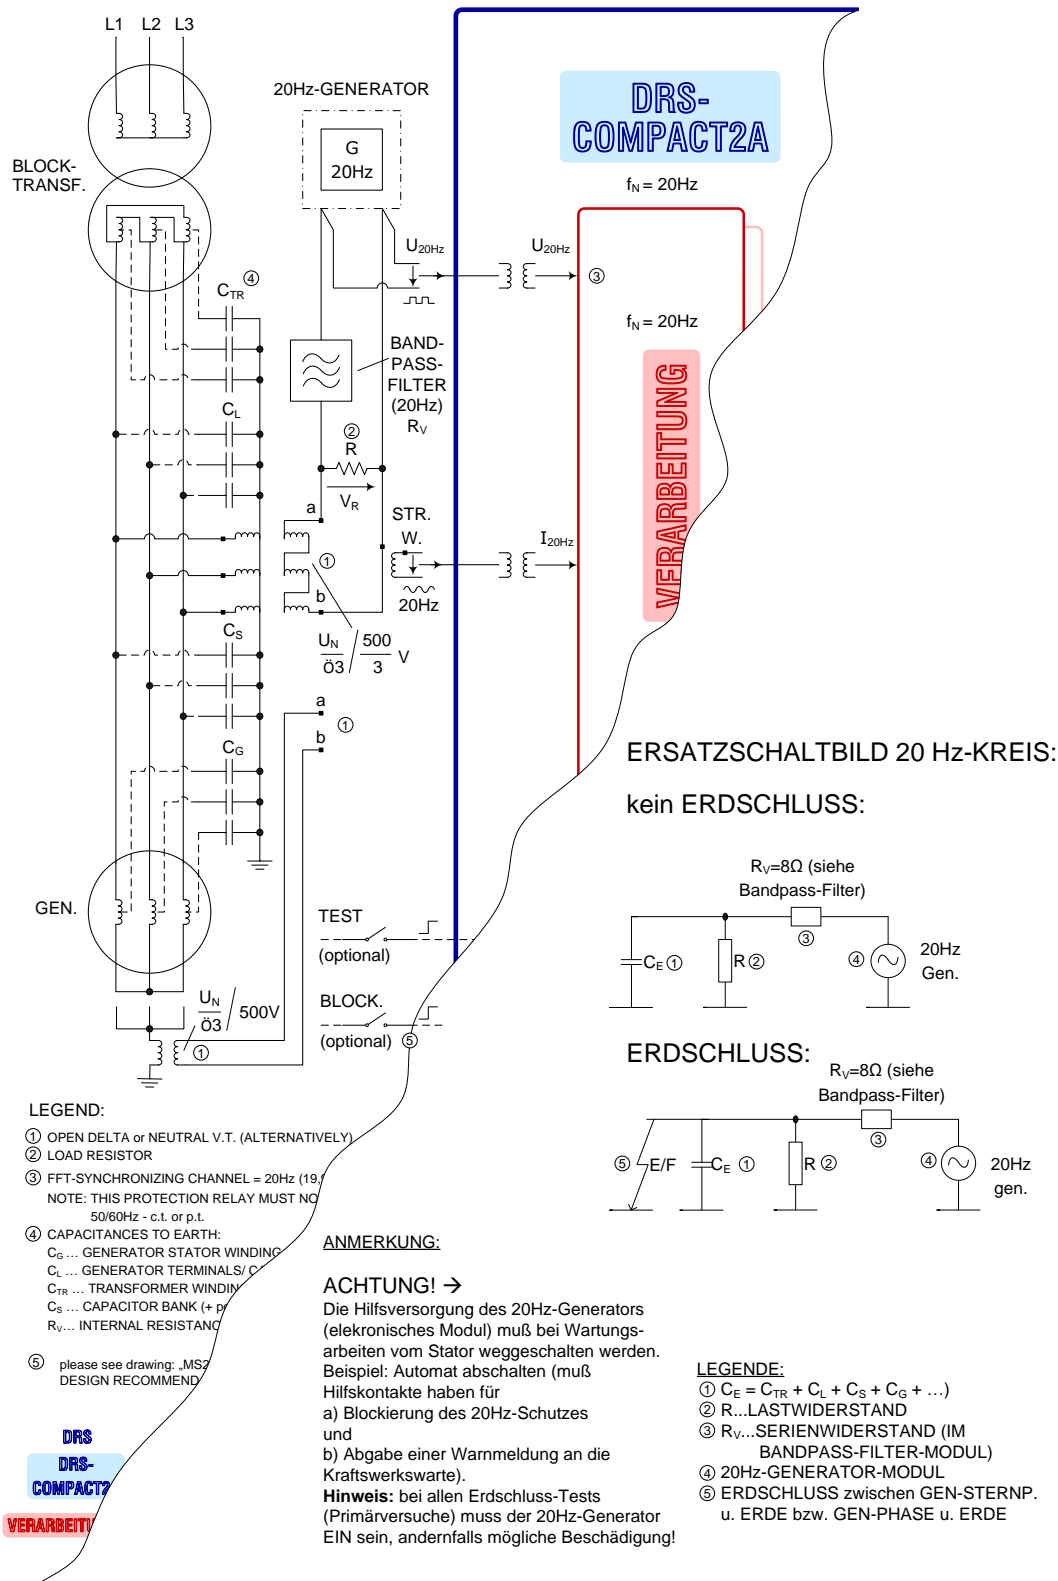 L1 L2 L3
20Hz-GENERATOR
G
20Hz
BLOCK-
TRANSF.
DRS-
COMPACT2A
fN = 20Hz
U20Hz
U20Hz
③
CTR ④
fN = 20Hz
BAND-
PASS-
FILTER
(20Hz)
RV
VERARBEITUNG
CL
②
R
VR
a
STR.
W.
I20Hz
①
20Hz
b
CS
UN
Ö3
/
500
3
V
a
①
b
CG
GEN.
TEST
(optional)
BLOCK.
(optional) ⑤
UN
Ö3
/ 500V
①
ERSATZSCHALTBILD 20 Hz-KREIS:
kein ERDSCHLUSS:
RV=8Ω (siehe
Bandpass-Filter)
③
CE ①
R ②
④
20Hz
Gen.
ERDSCHLUSS:
RV=8Ω (siehe
Bandpass-Filter)
③
⑤ E/F
CE ①
R ②
④
20Hz
gen.
LEGEND:
① OPEN DELTA or NEUTRAL V.T. (ALTERNATIVELY)
② LOAD RESISTOR
③ FFT-SYNCHRONIZING CHANNEL = 20Hz (19,
NOTE: THIS PROTECTION RELAY MUST NO
50/60Hz - c.t. or p.t.
④ CAPACITANCES TO EARTH:
CG ... GENERATOR STATOR WINDING
CL ... GENERATOR TERMINALS/
CTR ... TRANSFORMER WINDIN
CS ... CAPACITOR BANK (+
RV... INTERNAL RESISTANC
⑤ please see drawing: „MS2
DESIGN RECOMMEND
DRS
DRS-
COMPACT2
VERARBEITU
ANMERKUNG:
ACHTUNG! →
Die Hilfsversorgung des 20Hz-Generators
(elekronisches Modul) muß bei Wartungs-
arbeiten vom Stator weggeschalten werden.
Beispiel: Automat abschalten (muß
Hilfskontakte haben für
a) Blockierung des 20Hz-Schutzes
und
b) Abgabe einer Warnmeldung an die
Kraftswerkswarte).
Hinweis: bei allen Erdschluss-Tests
(Primärversuche) muss der 20Hz-Generator
EIN sein, andernfalls mögliche Beschädigung!
LEGENDE:
① CE = CTR + CL + CS + CG + ...)
② R...LASTWIDERSTAND
③ RV...SERIENWIDERSTAND (IM
BANDPASS-FILTER-MODUL)
④ 20Hz-GENERATOR-MODUL
⑤ ERDSCHLUSS zwischen GEN-STERNP.
u. ERDE bzw. GEN-PHASE u. ERDE